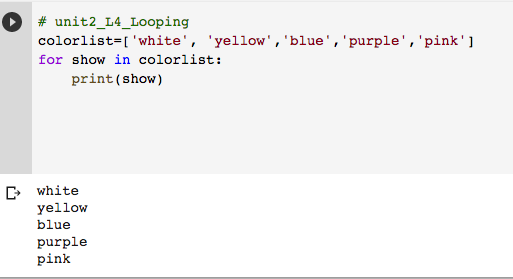 # unit2_L4_Looping
colorlist=['white', 'yellow','blue','purple','pink']
for show in colorlist:
    print(show)
white
yellow
blue
purple
pink